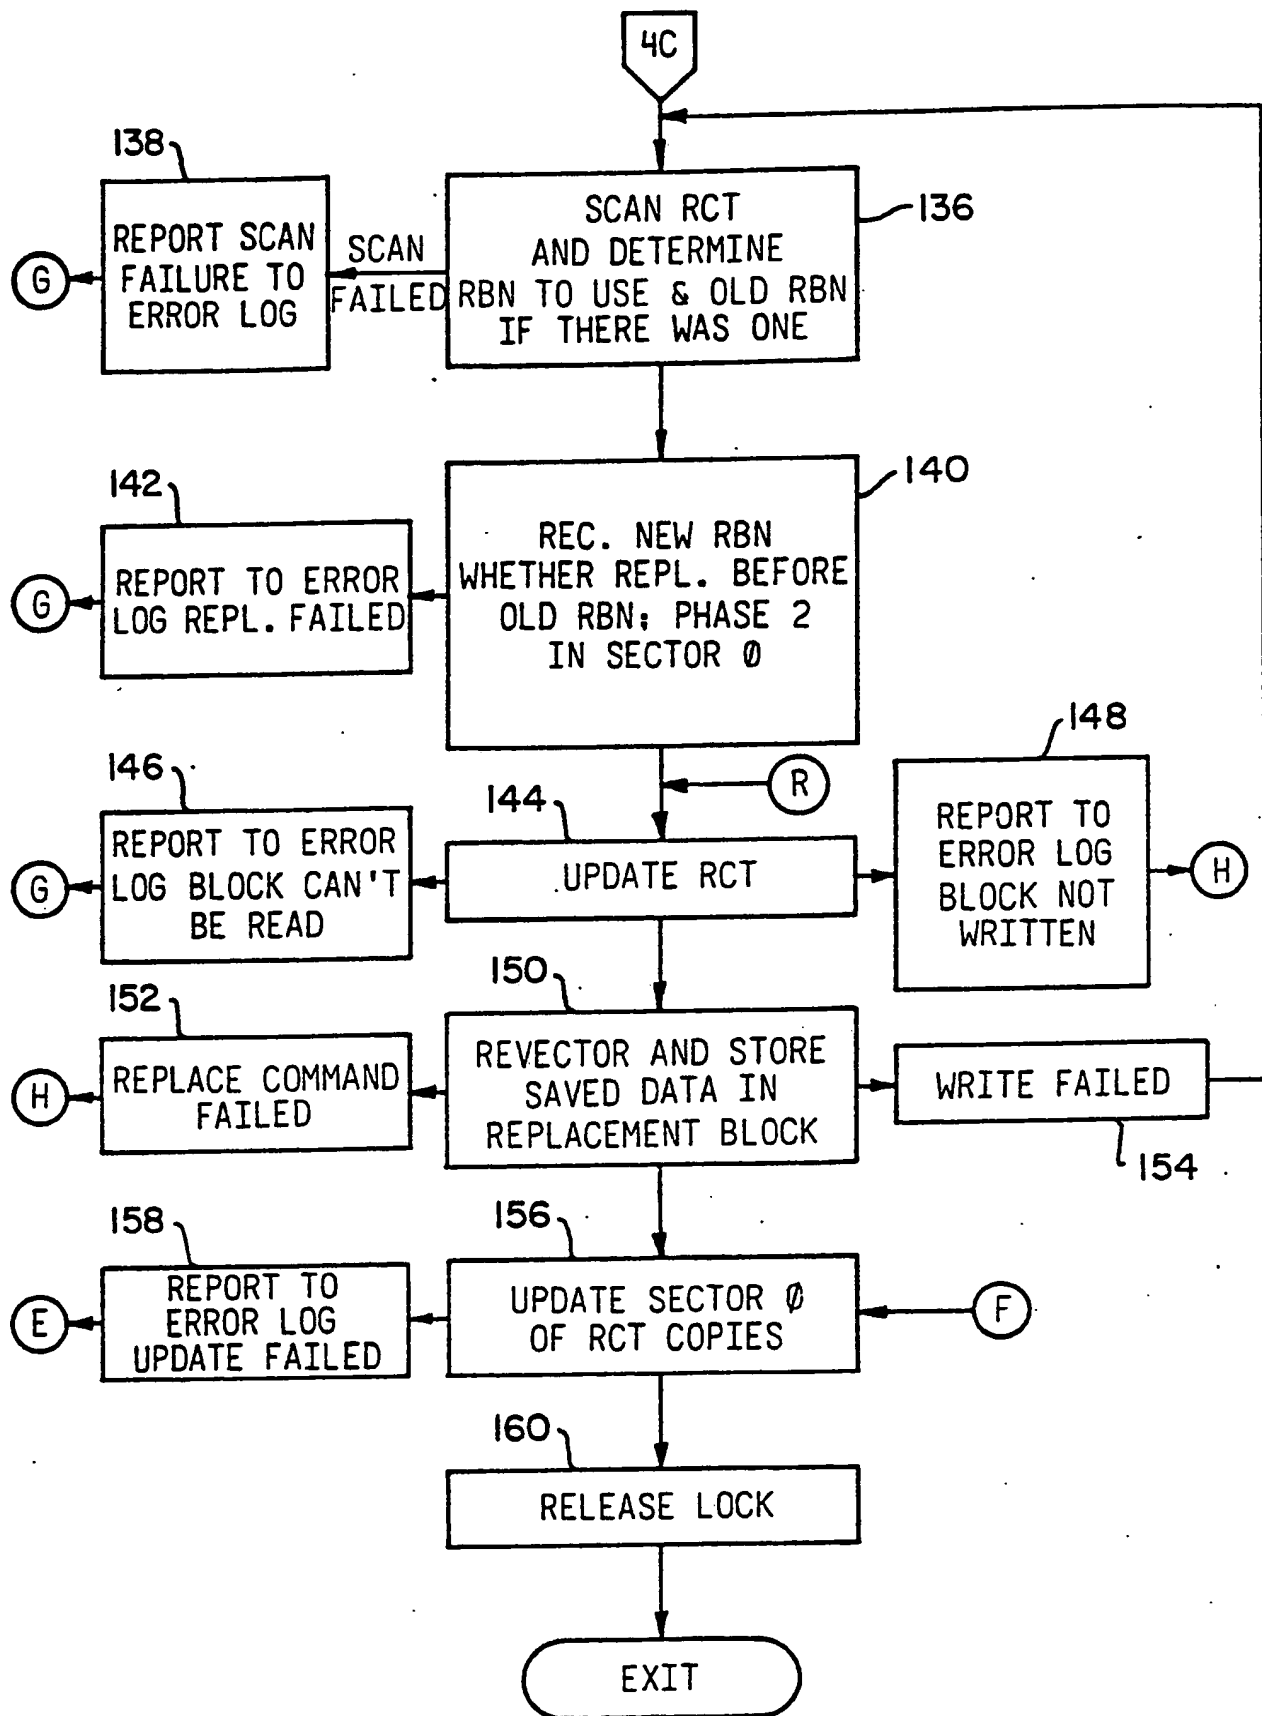 4C
138
REPORT SCAN
FAILURE TO
ERROR LOG
G
SCAN
FAILED
SCAN RCT
AND DETERMINE
RBN TO USE & OLD RBN
IF THERE WAS ONE
136
142
REPORT TO ERROR
LOG REPL. FAILED
G
REC. NEW RBN
WHETHER REPL. BEFORE
OLD RBN; PHASE 2
IN SECTOR Ø
140
R
146
REPORT TO ERROR
LOG BLOCK CAN'T
BE READ
G
144
UPDATE RCT
148
REPORT TO
ERROR LOG
BLOCK NOT
WRITTEN
H
152
REPLACE COMMAND
FAILED
H
150
REVECTOR AND STORE
SAVED DATA IN
REPLACEMENT BLOCK
WRITE FAILED
154
158
REPORT TO
ERROR LOG
UPDATE FAILED
E
156
UPDATE SECTOR Ø
OF RCT COPIES
F
160
RELEASE LOCK
EXIT